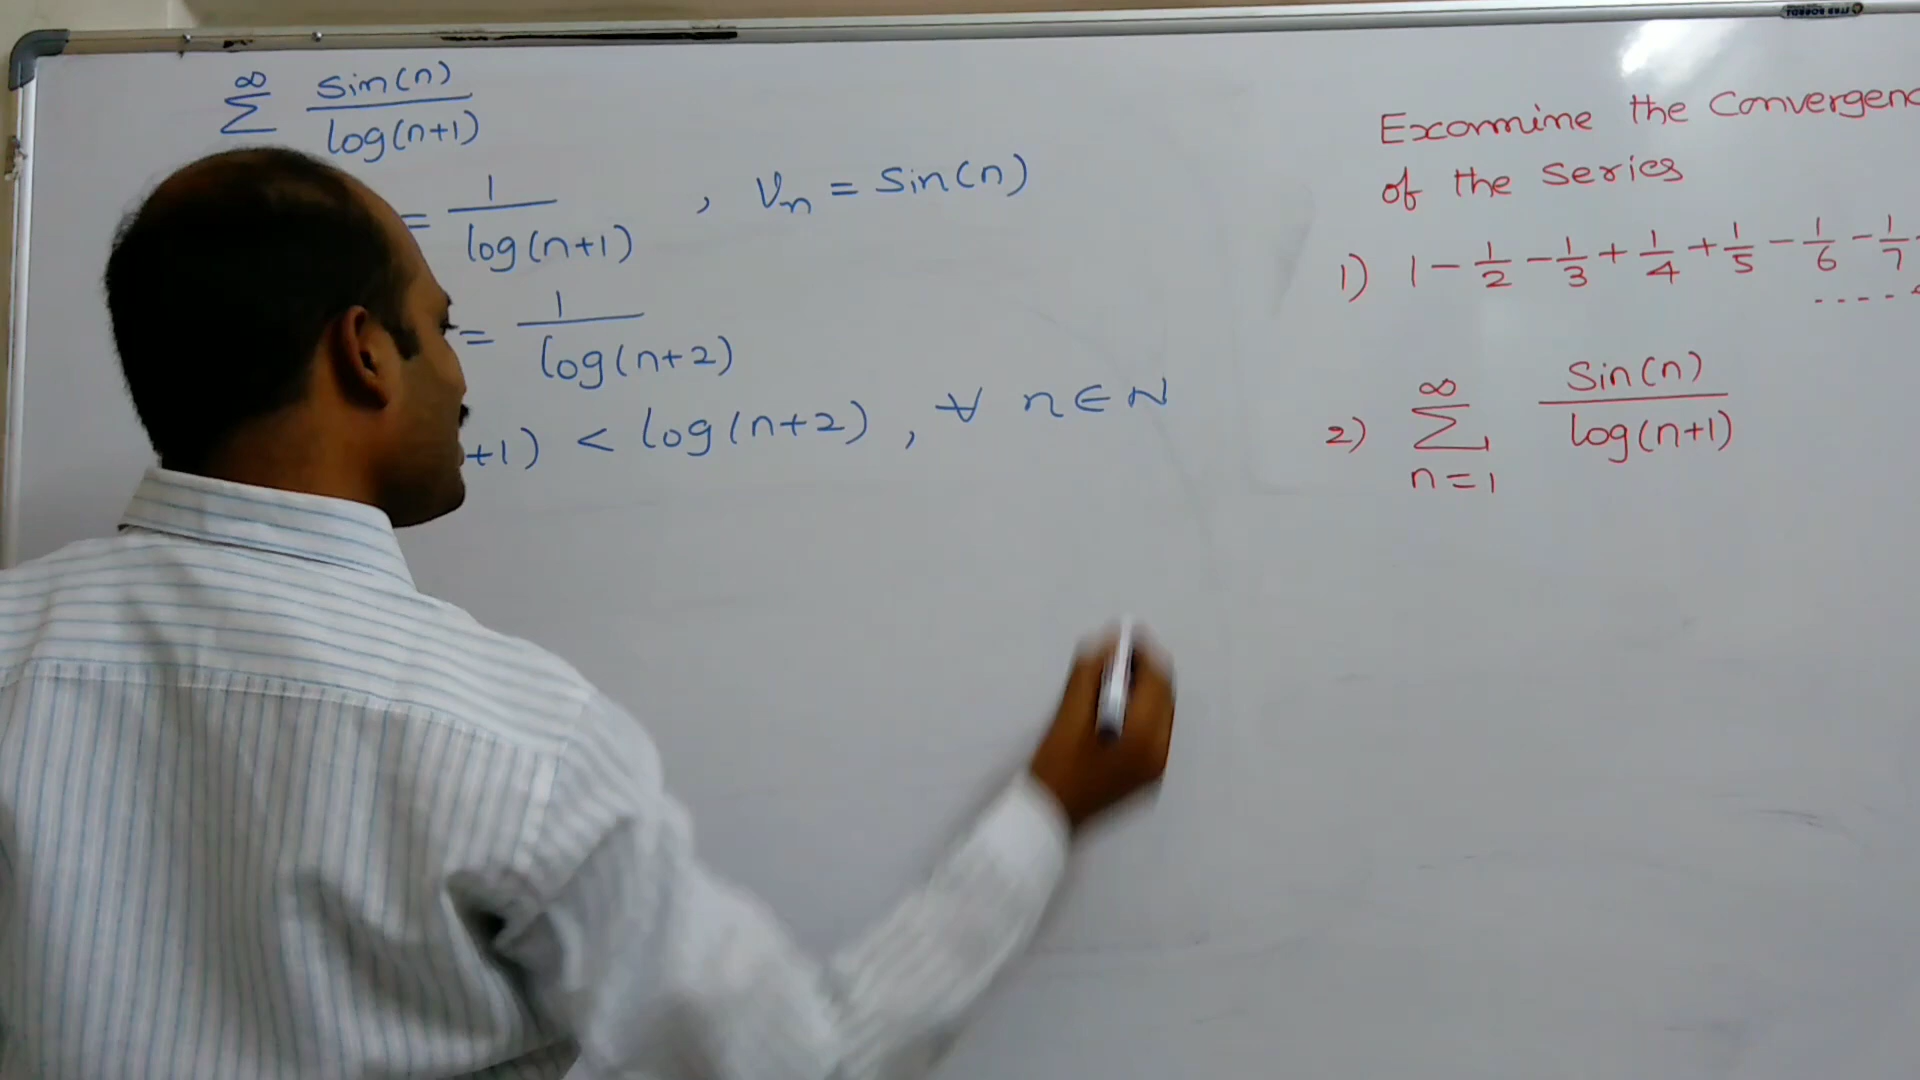 ∞
∑ sin(n) / log(n+1)
= 1 / log(n+1) , Vn = Sin(n)
= 1 / log(n+2)
+1) < log(n+2) , ∀ n ∈ N
Examine the Convergenc
of the series
1) 1 - 1/2 - 1/3 + 1/4 + 1/5 - 1/6 - 1/7
-----
2) ∞ ∑ n=1 Sin(n) / log(n+1)